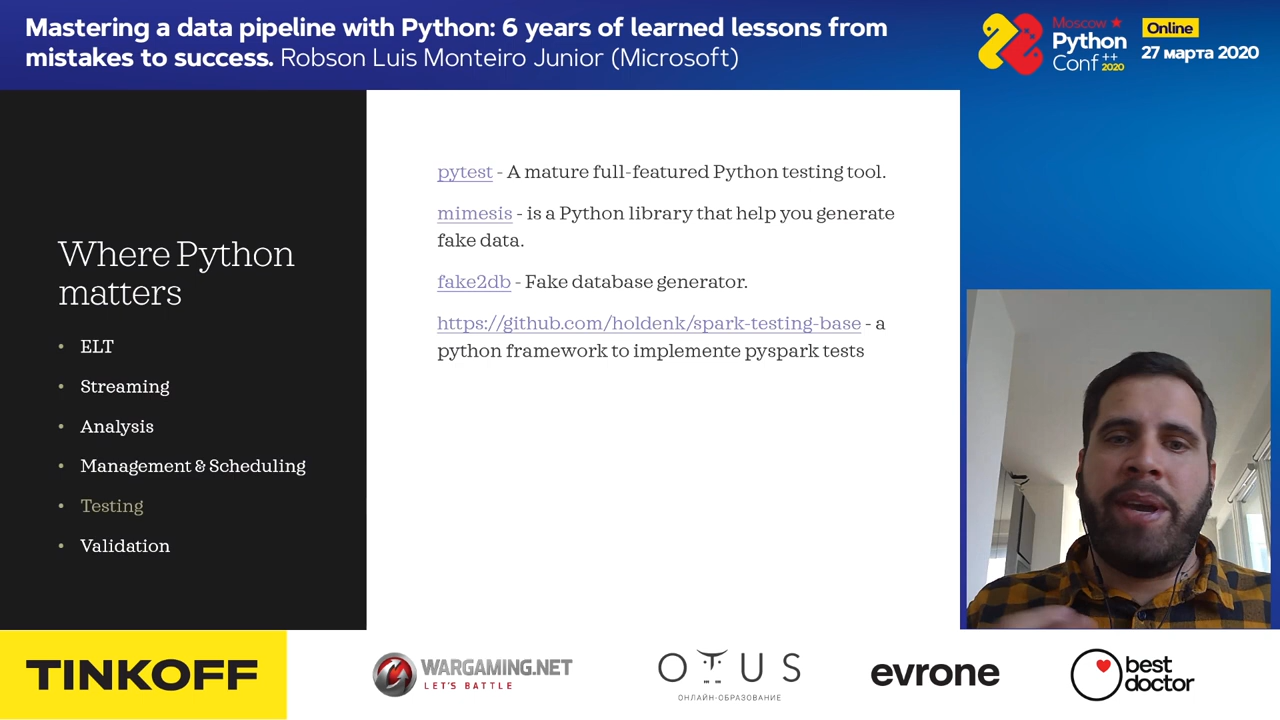 Mastering a data pipeline with Python: 6 years of learned lessons from
mistakes to success. Robson Luis Monteiro Junior (Microsoft)
Moscow
Python
Conf ++
2020
Online
27 марта 2020
Where Python
matters
• ELT
• Streaming
• Analysis
• Management & Scheduling
• Testing
• Validation
pytest - A mature full-featured Python testing tool.
mimesis - is a Python library that help you generate
fake data.
fake2db - Fake database generator.
https://github.com/holdenk/spark-testing-base - a
python framework to implemente pyspark tests
TINKOFF
WARGAMING.NET
LET'S BATTLE
OTUS
ОНЛАЙН-ОБРАЗОВАНИЕ
evrone
best
doctor